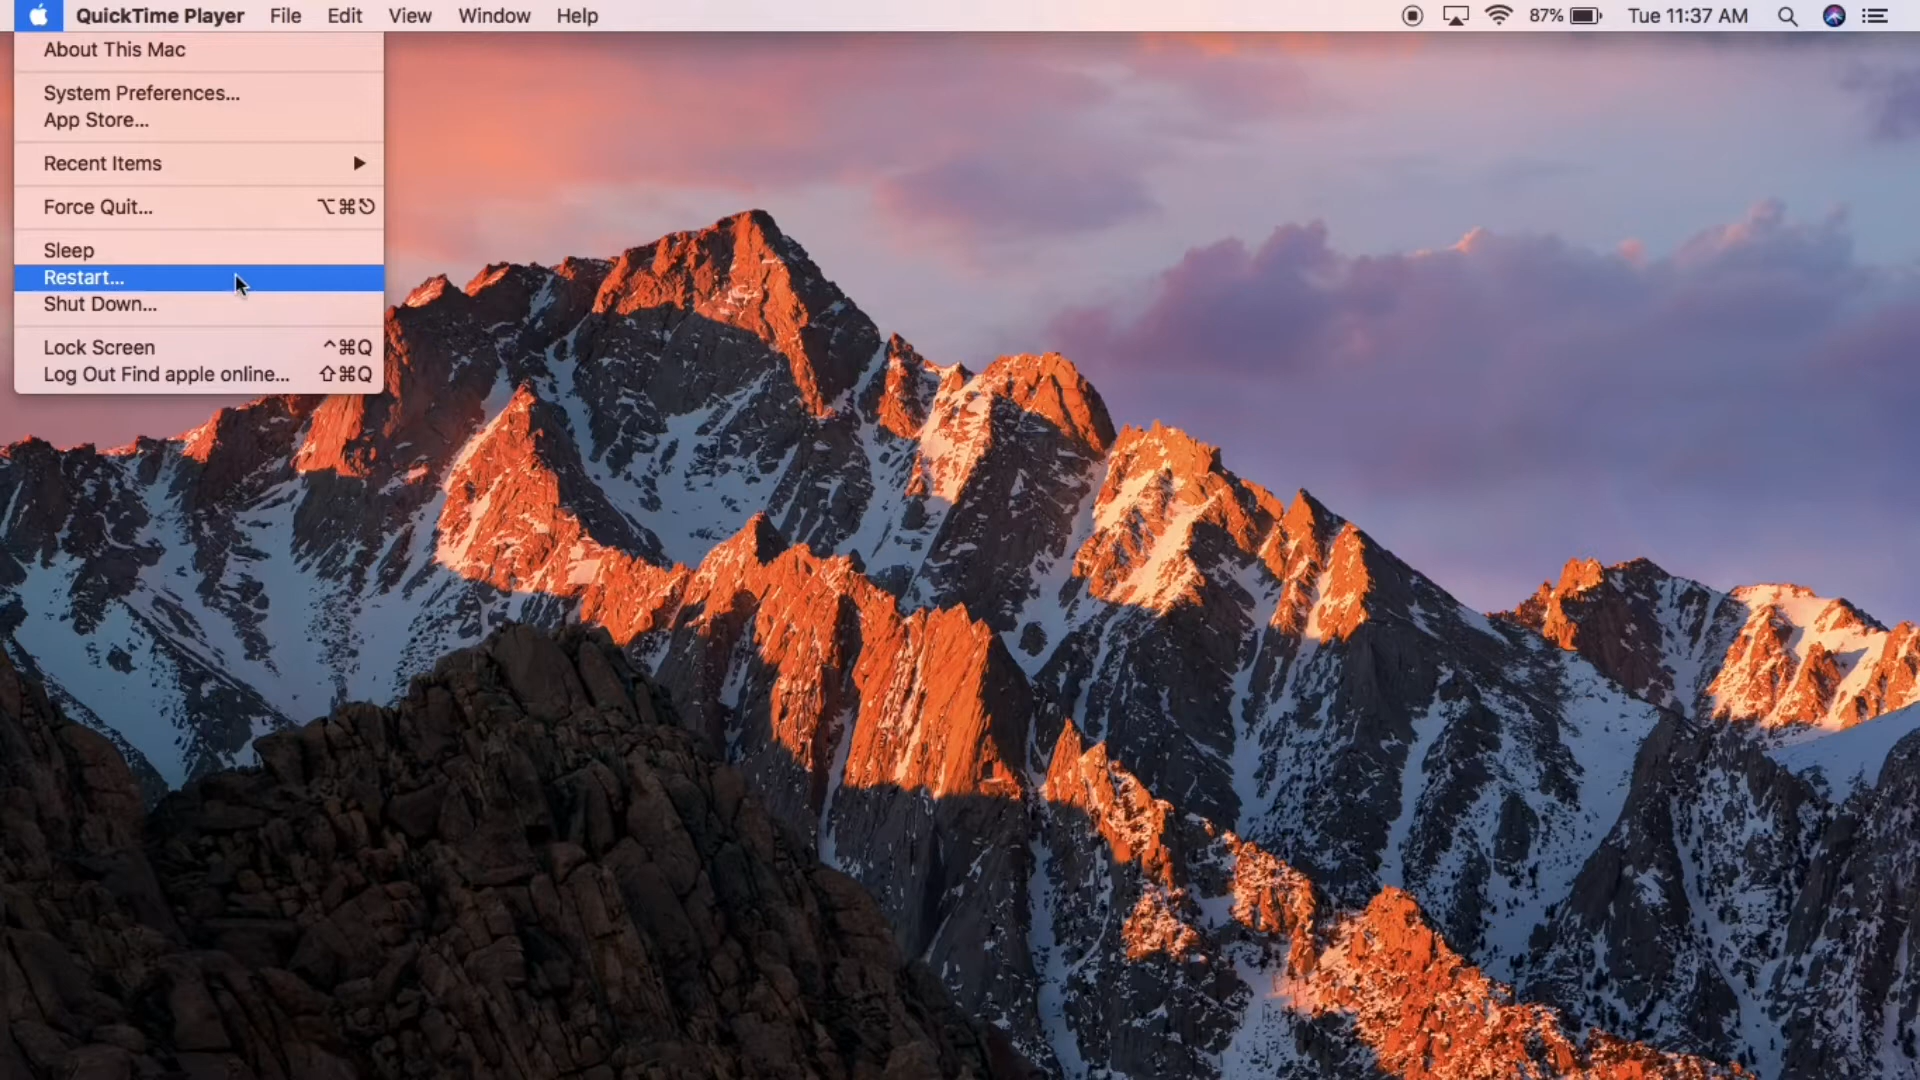 QuickTime Player File Edit View Window Help 87% Tue 11:37 AM
About This Mac
System Preferences...
App Store...
Recent Items
Force Quit... ⌥⌘⎋
Sleep
Restart...
Shut Down...
Lock Screen ^⌘Q
Log Out Find apple online... ⇧⌘Q